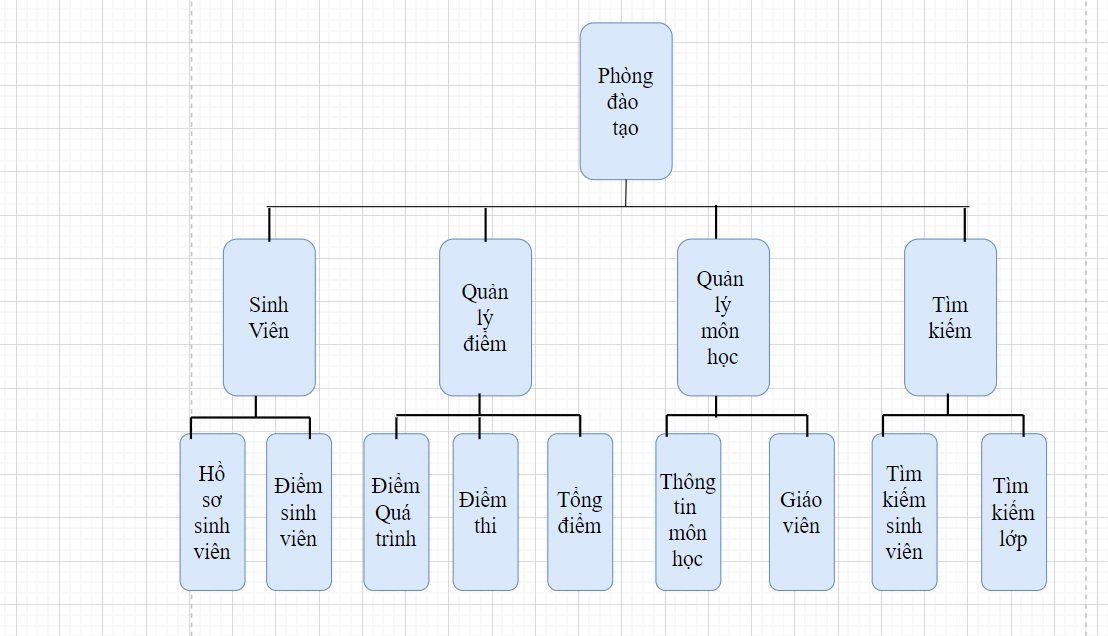 Phòng
đào
tạo
Sinh
Viên
Quản
lý
điểm
Quản
lý
môn
học
Tìm
kiếm
Hồ
sơ
sinh
viên
Điểm
sinh
viên
Điểm
Quá
trình
Điểm
thi
Tổng
điểm
Thông
tin
môn
học
Giáo
viên
Tìm
kiếm
sinh
viên
Tìm
kiếm
lớp